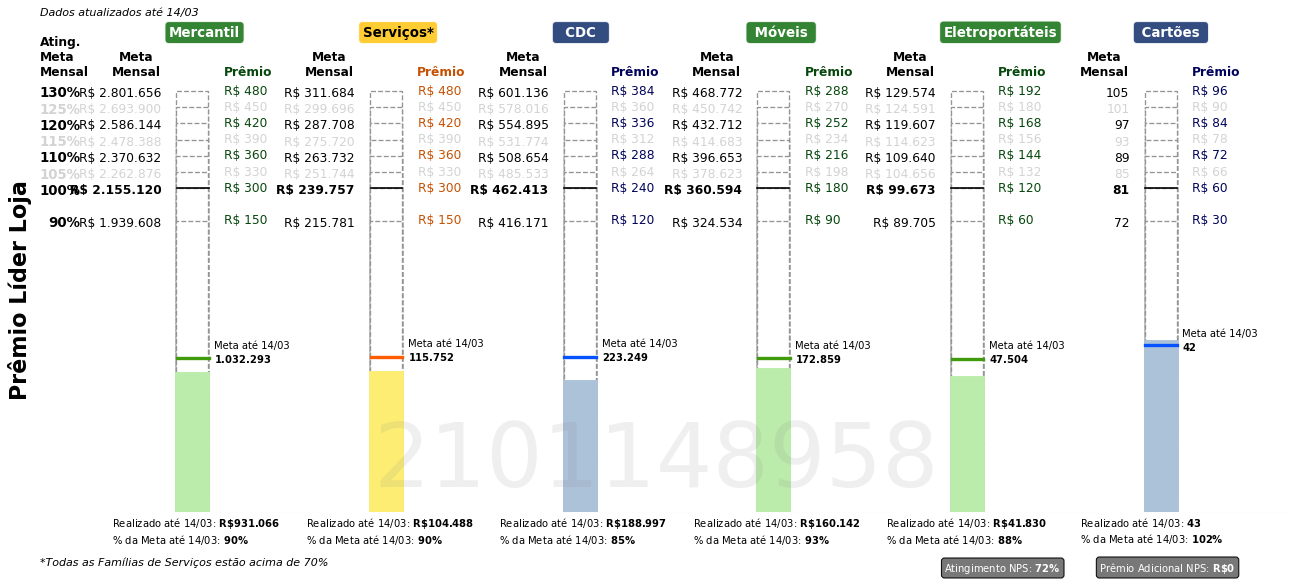 Dados atualizados até 14/03
Mercantil Serviços* CDC Móveis Eletroportáteis Cartões
Ating. Meta Mensal Meta Mensal Prêmio Meta Mensal Prêmio Meta Mensal Prêmio Meta Mensal Prêmio Meta Mensal Prêmio Meta Mensal Prêmio
130% R$ 2.801.656 R$ 480 R$ 311.684 R$ 480 R$ 601.136 R$ 384 R$ 468.772 R$ 288 R$ 129.574 R$ 192 105 R$ 96
125% R$ 2.693.900 R$ 450 R$ 299.696 R$ 450 R$ 578.016 R$ 360 R$ 450.742 R$ 270 R$ 124.591 R$ 180 101 R$ 90
120% R$ 2.586.144 R$ 420 R$ 287.708 R$ 420 R$ 554.895 R$ 336 R$ 432.712 R$ 252 R$ 119.607 R$ 168 97 R$ 84
115% R$ 2.478.388 R$ 390 R$ 275.720 R$ 390 R$ 531.774 R$ 312 R$ 414.683 R$ 234 R$ 114.623 R$ 156 93 R$ 78
110% R$ 2.370.632 R$ 360 R$ 263.732 R$ 360 R$ 508.654 R$ 288 R$ 396.653 R$ 216 R$ 109.640 R$ 144 89 R$ 72
105% R$ 2.262.876 R$ 330 R$ 251.744 R$ 330 R$ 485.533 R$ 264 R$ 378.623 R$ 198 R$ 104.656 R$ 132 85 R$ 66
100% R$ 2.155.120 R$ 300 R$ 239.757 R$ 300 R$ 462.413 R$ 240 R$ 360.594 R$ 180 R$ 99.673 R$ 120 81 R$ 60
90% R$ 1.939.608 R$ 150 R$ 215.781 R$ 150 R$ 416.171 R$ 120 R$ 324.534 R$ 90 R$ 89.705 R$ 60 72 R$ 30
Prêmio Líder Loja
Meta até 14/03 Meta até 14/03 Meta até 14/03 Meta até 14/03 Meta até 14/03 Meta até 14/03
1.032.293 115.752 223.249 172.859 47.504 42
2101148958
Realizado até 14/03: R$931.066 Realizado até 14/03: R$104.488 Realizado até 14/03: R$188.997 Realizado até 14/03: R$160.142 Realizado até 14/03: R$41.830 Realizado até 14/03: 43
% da Meta até 14/03: 90% % da Meta até 14/03: 90% % da Meta até 14/03: 85% % da Meta até 14/03: 93% % da Meta até 14/03: 88% % da Meta até 14/03: 102%
*Todas as Famílias de Serviços estão acima de 70% Atingimento NPS: 72% Prêmio Adicional NPS: R$0